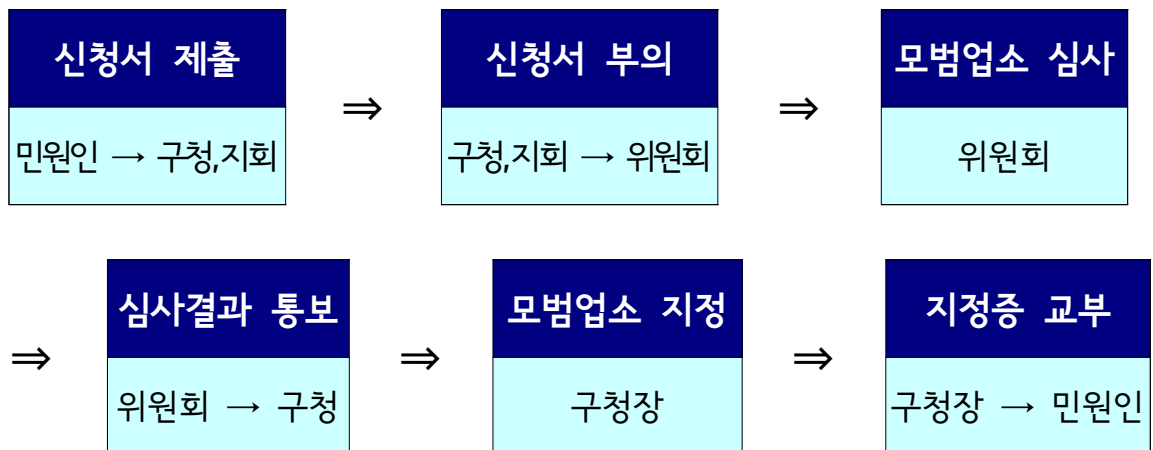 신청서 제출 ⇒ 신청서 부의 ⇒ 모범업소 심사
민원인 → 구청,지회 구청,지회 → 위원회 위원회
⇒ 심사결과 통보 ⇒ 모범업소 지정 ⇒ 지정증 교부
위원회 → 구청 구청장 구청장 → 민원인